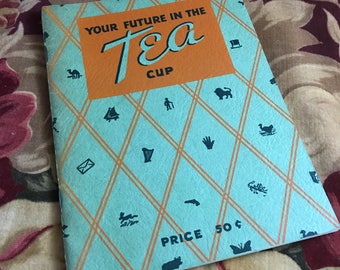 YOUR FUTURE IN THE
Tea
CUP
PRICE 50¢